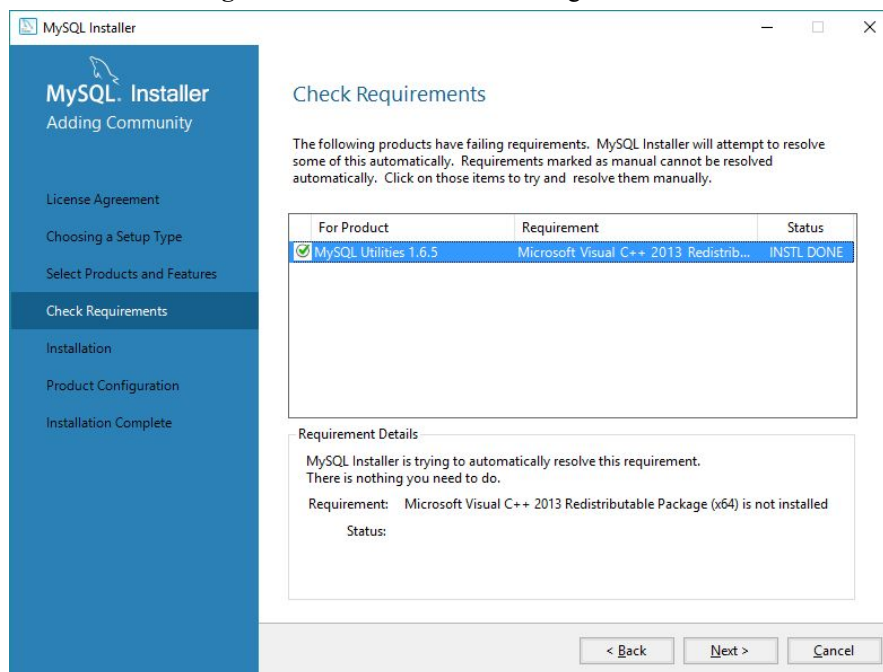 MySQL Installer
MySQL. Installer
Adding Community
License Agreement
Choosing a Setup Type
Select Products and Features
Check Requirements
Installation
Product Configuration
Installation Complete
Check Requirements
The following products have failing requirements. MySQL Installer will attempt to resolve
some of this automatically. Requirements marked as manual cannot be resolved
automatically. Click on those items to try and resolve them manually.
For Product Requirement Status
MySQL Utilities 1.6.5 Microsoft Visual C++ 2013 Redistrib... INSTL DONE
Requirement Details
MySQL Installer is trying to automatically resolve this requirement.
There is nothing you need to do.
Requirement: Microsoft Visual C++ 2013 Redistributable Package (x64) is not installed
Status:
< Back Next > Cancel